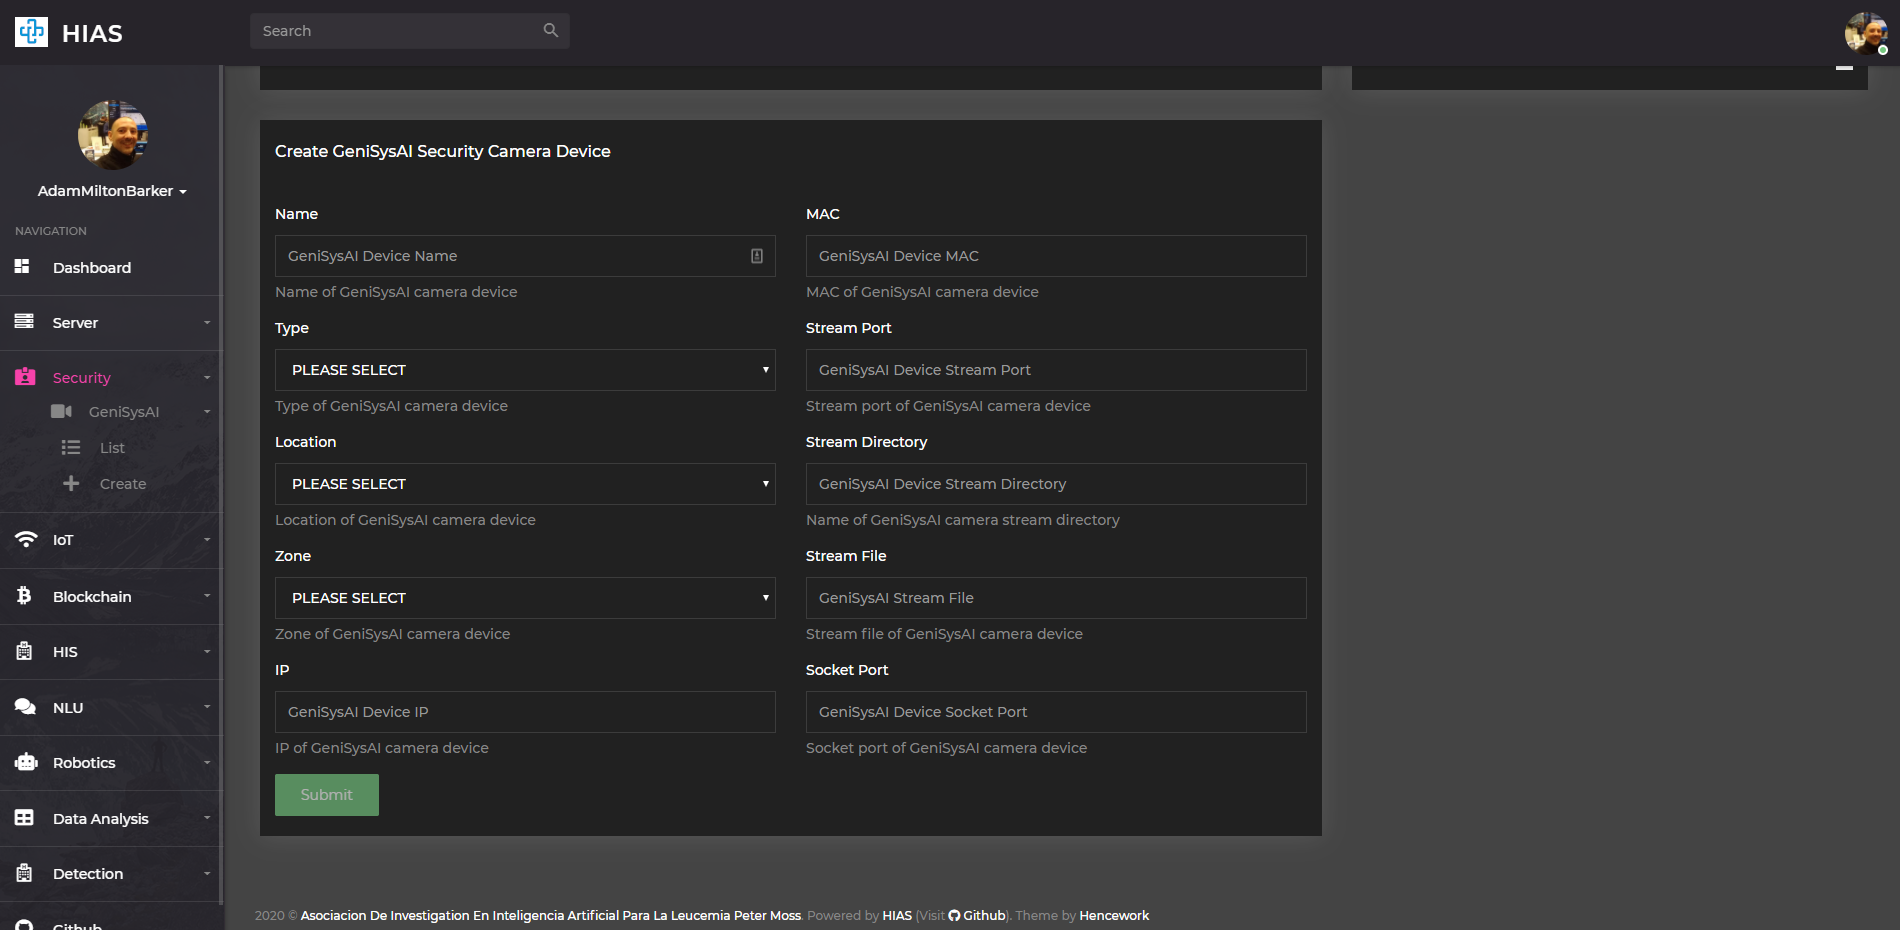 HIAS
Search
AdamMiltonBarker
NAVIGATION
Dashboard
Server
Security
GeniSysAI
List
Create
IoT
Blockchain
HIS
NLU
Robotics
Data Analysis
Detection
Github
Create GeniSysAI Security Camera Device
Name
GeniSysAI Device Name
Name of GeniSysAI camera device
Type
PLEASE SELECT
Type of GeniSysAI camera device
Location
PLEASE SELECT
Location of GeniSysAI camera device
Zone
PLEASE SELECT
Zone of GeniSysAI camera device
IP
GeniSysAI Device IP
IP of GeniSysAI camera device
MAC
GeniSysAI Device MAC
MAC of GeniSysAI camera device
Stream Port
GeniSysAI Device Stream Port
Stream port of GeniSysAI camera device
Stream Directory
GeniSysAI Device Stream Directory
Name of GeniSysAI camera stream directory
Stream File
GeniSysAI Stream File
Stream file of GeniSysAI camera device
Socket Port
GeniSysAI Device Socket Port
Socket port of GeniSysAI camera device
Submit
2020 © Asociacion De Investigation En Inteligencia Artificial Para La Leucemia Peter Moss. Powered by HIAS (Visit Github). Theme by Hencework